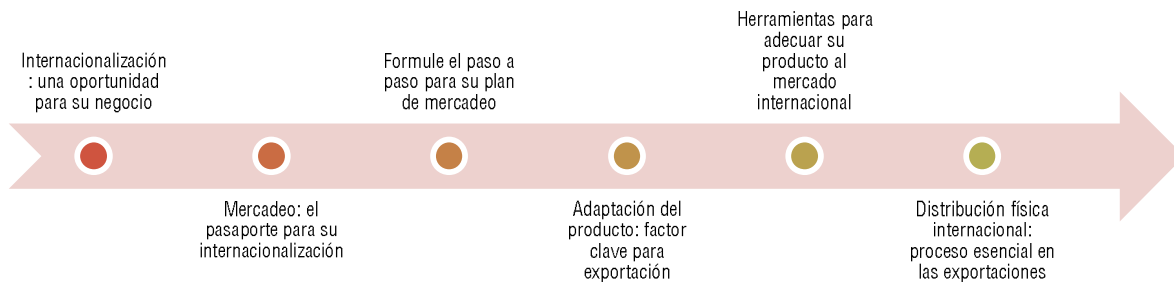 Internacionalización
: una oportunidad
para su negocio
Mercadeo: el
pasaporte para su
internacionalización
Formule el paso a
paso para su plan
de mercadeo
Adaptación del
producto: factor
clave para
exportación
Herramientas para
adecuar su
producto al
mercado
internacional
Distribución física
internacional:
proceso esencial en
las exportaciones